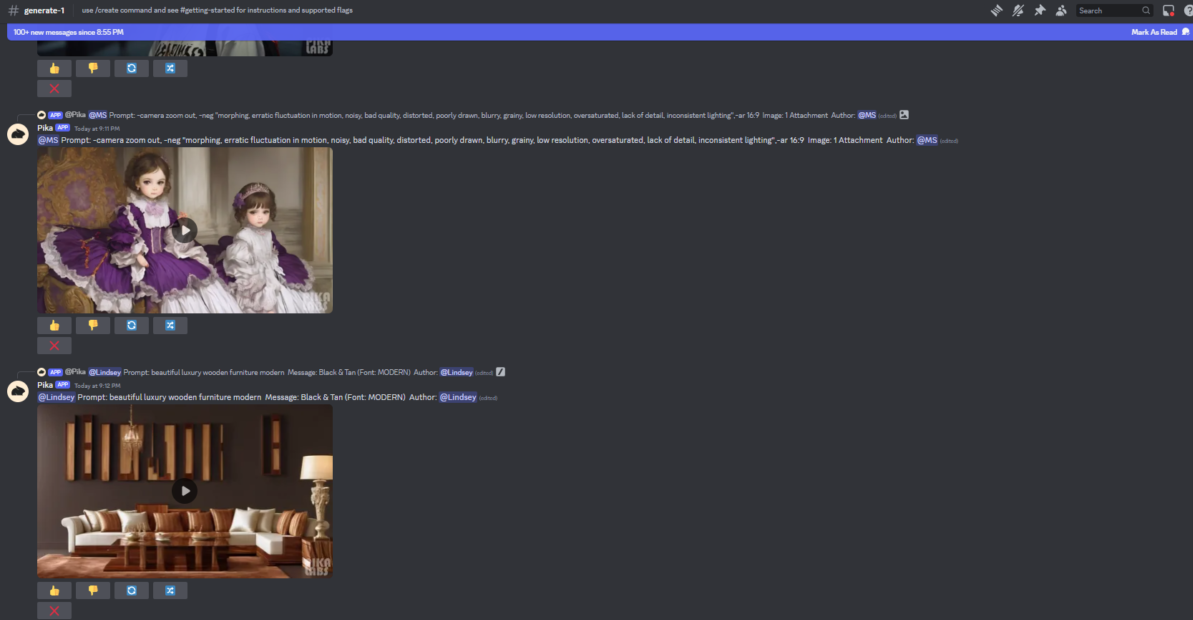 # generate-1 use /create command and see #getting-started for instructions and supported flags Search
100+ new messages since 8:55 PM Mark As Read
PIKA LABS
APP @Pika @MS Prompt: -camera zoom out, -neg "morphing, erratic fluctuation in motion, noisy, bad quality, distorted, poorly drawn, blurry, grainy, low resolution, oversaturated, lack of detail, inconsistent lighting",-ar 16:9 Image: 1 Attachment Author: @MS (edited)
Pika APP Today at 9:11 PM
@MS Prompt: -camera zoom out, -neg "morphing, erratic fluctuation in motion, noisy, bad quality, distorted, poorly drawn, blurry, grainy, low resolution, oversaturated, lack of detail, inconsistent lighting",-ar 16:9 Image: 1 Attachment Author: @MS (edited)
PIKA LABS
APP @Pika @Lindsey Prompt: beautiful luxury wooden furniture modern Message: Black & Tan (Font: MODERN) Author: @Lindsey (edited)
Pika APP Today at 9:12 PM
@Lindsey Prompt: beautiful luxury wooden furniture modern Message: Black & Tan (Font: MODERN) Author: @Lindsey (edited)
PIKA LABS